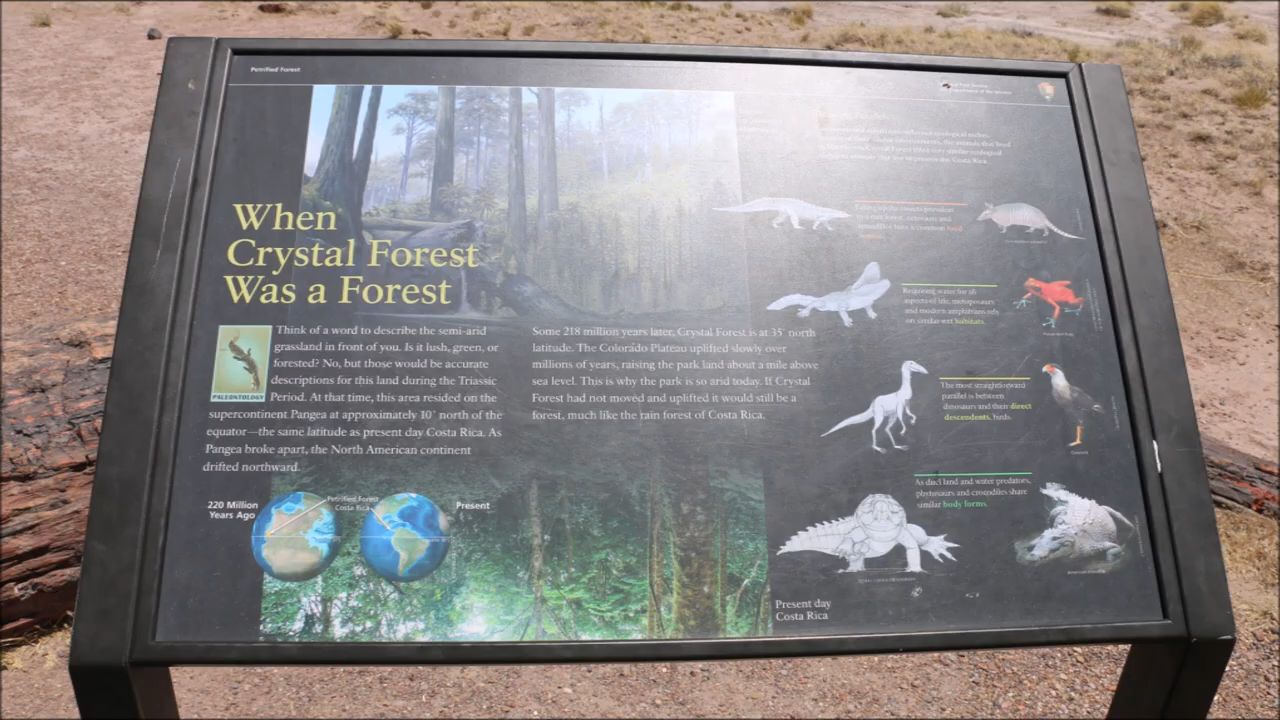 Petrified Forest
When
Crystal Forest
Was a Forest
Think of a word to describe the semi-arid
grassland in front of you. Is it lush, green, or
forested? No, but those would be accurate
descriptions for this land during the Triassic
Period. At that time, this area resided on the
supercontinent Pangea at approximately 10° north of the
equator—the same latitude as present day Costa Rica. As
Pangea broke apart, the North American continent
drifted northward.
PALEONTOLOGY
Some 218 million years later, Crystal Forest is at 35° north
latitude. The Colorado Plateau uplifted slowly over
millions of years, raising the park land about a mile above
sea level. This is why the park is so arid today. If Crystal
Forest had not moved and uplifted it would still be a
forest, much like the rain forest of Costa Rica.
220 Million
Years Ago
Petrified Forest
Costa Rica
Present
and
have a common food
Requiring water for all
aspects of life, metoposaurs
and modern amphibians rely
on similar wet habitats.
The most straightforward
parallel is between
dinosaurs and their direct
descendents, birds.
As dual land and water predators,
phytosaurs and crocodiles share
similar body forms.
Present day
Costa Rica